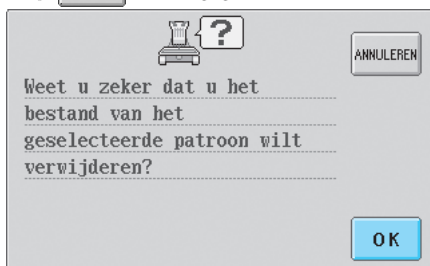 ?
ANNULEREN
Weet u zeker dat u het
bestand van het
geselecteerde patroon wilt
verwijderen?
OK